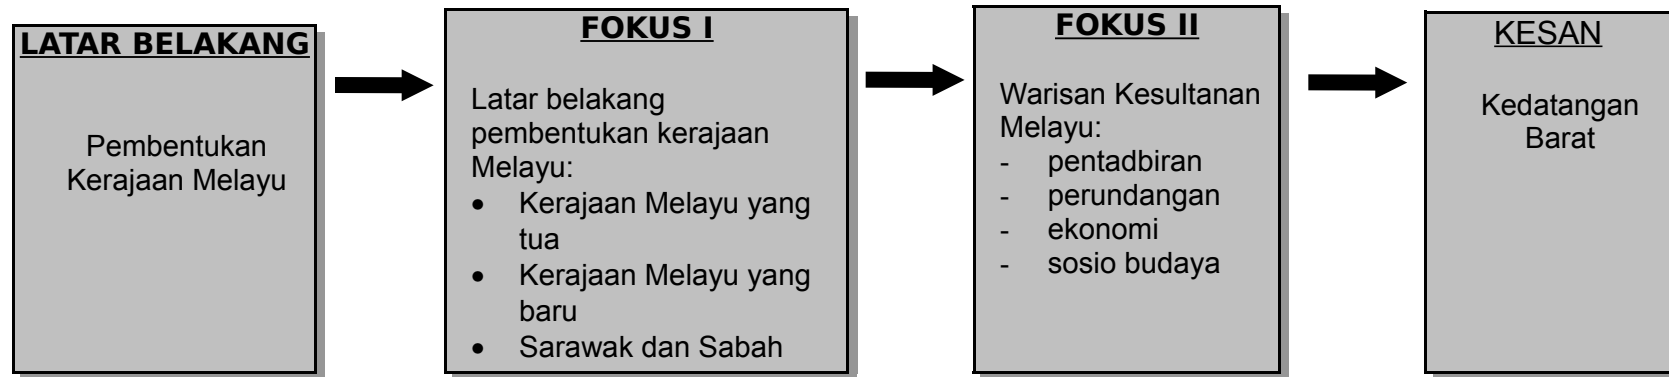 LATAR BELAKANG
Pembentukan
Kerajaan Melayu
FOKUS I
Latar belakang
pembentukan kerajaan
Melayu:
• Kerajaan Melayu yang
tua
• Kerajaan Melayu yang
baru
• Sarawak dan Sabah
FOKUS II
Warisan Kesultanan
Melayu:
- pentadbiran
- perundangan
- ekonomi
- sosio budaya
KESAN
Kedatangan
Barat